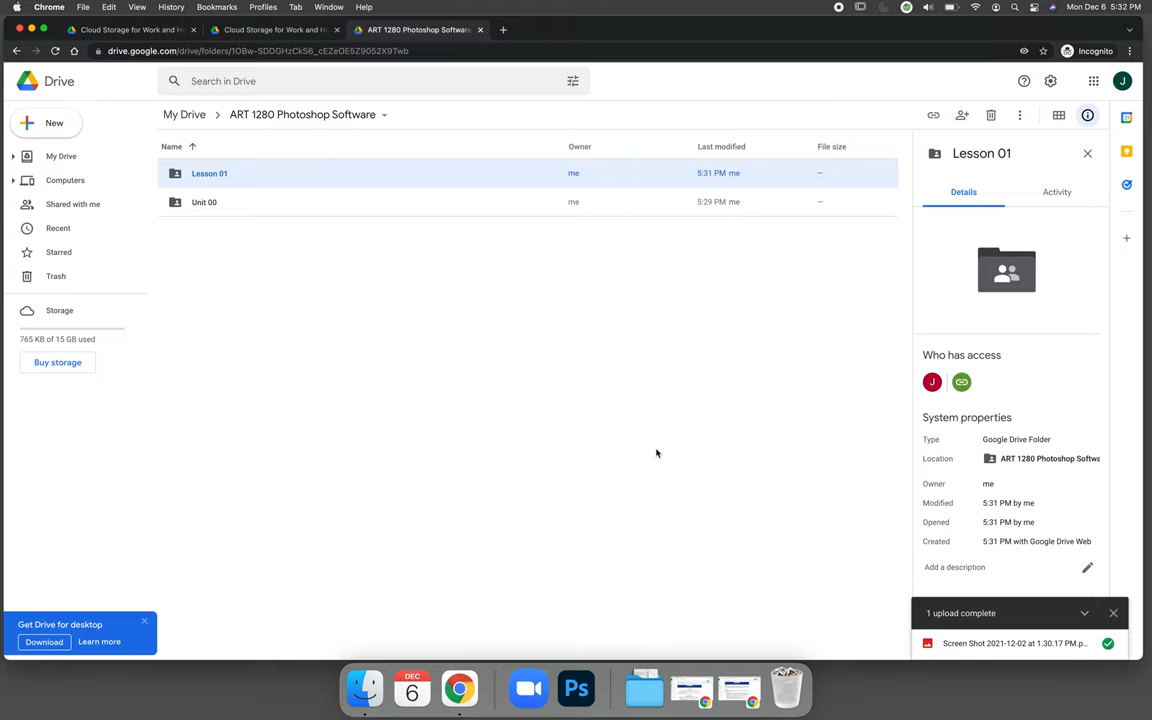 Chrome File Edit View History Bookmarks Profiles Tab Window Help Mon Dec 6 5:32 PM
Cloud Storage for Work and Ho Cloud Storage for Work and Ho ART 1280 Photoshop Software
drive.google.com/drive/folders/1OBw-SDDGHzCkS6_cEZeOE5Z9052X9Twb Incognito
Drive Search in Drive J
New My Drive ART 1280 Photoshop Software
Name Owner Last modified File size Lesson 01
My Drive
Lesson 01 me 5:31 PM me —
Computers Details Activity
Shared with me Unit 00 me 5:29 PM me —
Recent
Starred
Trash
Storage
765 KB of 15 GB used
Buy storage Who has access
J
System properties
Type Google Drive Folder
Location ART 1280 Photoshop Softwa
Owner me
Modified 5:31 PM by me
Opened 5:31 PM by me
Created 5:31 PM with Google Drive Web
Add a description
Get Drive for desktop 1 upload complete
Download Learn more Screen Shot 2021-12-02 at 1.30.17 PM.p...
DEC
6 Ps